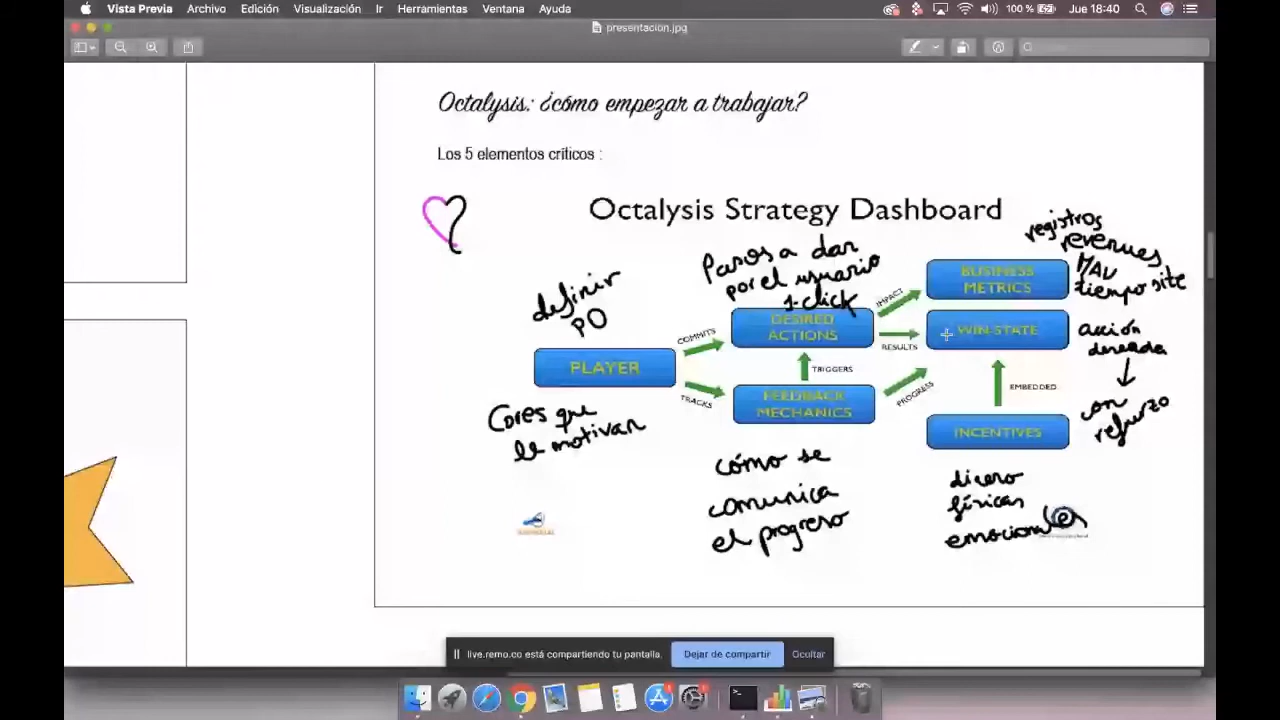 Vista Previa Archivo Edición Visualización Ir Herramientas Ventana Ayuda 100 % Jue 18:40
presentacion.jpg
Octalysis: ¿cómo empezar a trabajar?
Los 5 elementos críticos :
Octalysis Strategy Dashboard
registros
revenues
MAU
tiempo site
Pasos a dar
por el usuario
1-click
definir
PO
BUSINESS
METRICS
IMPACT
DESIRED
ACTIONS
WIN-STATE
acción
deseada
COMMITS
RESULTS
PLAYER
TRIGGERS
TRACKS
PROGRESS
EMBEDDED
FEEDBACK
MECHANICS
INCENTIVES
con
refuerzo
Cores que
le motivan
cómo se
comunica
el progreso
dinero
físicas
emocionales
live.remo.co está compartiendo tu pantalla.
Dejar de compartir
Ocultar